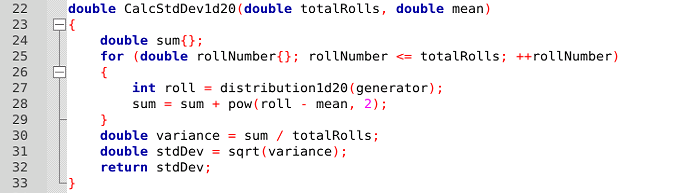 22 double CalcStdDev1d20(double totalRolls, double mean)
23 {
24     double sum{};
25     for (double rollNumber{}; rollNumber <= totalRolls; ++rollNumber)
26     {
27         int roll = distribution1d20(generator);
28         sum = sum + pow(roll - mean, 2);
29     }
30     double variance = sum / totalRolls;
31     double stdDev = sqrt(variance);
32     return stdDev;
33 }